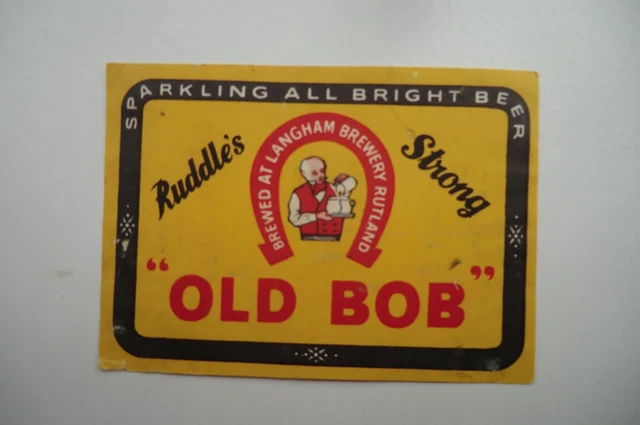 SPARKLING ALL BRIGHT BEER
Ruddle's
BREWED AT LANGHAM BREWERY RUTLAND
Strong
"OLD BOB"